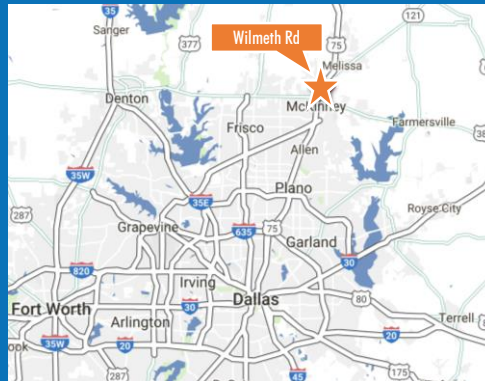 Sanger
121
377
Wilmeth Rd
75
Melissa
Denton
McKinney
Farmersville
Frisco
38
Allen
35W
Plano
35E
287
Royse City
Grapevine
635
75
Garland
30
820
Irving
80
Dallas
Fort Worth
30
Terrell
Arlington
20
20
35W
ook
287
175
45